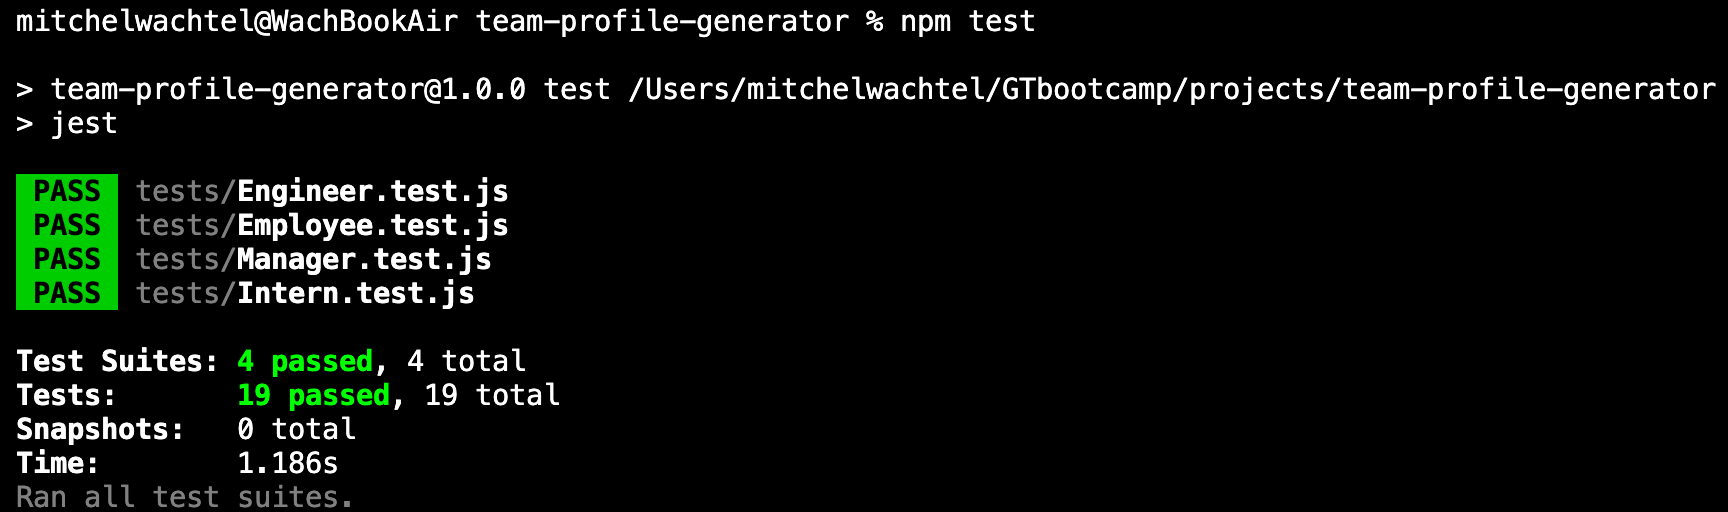 mitchelwachtel@WachBookAir team-profile-generator % npm test
> team-profile-generator@1.0.0 test /Users/mitchelwachtel/GTbootcamp/projects/team-profile-generator
> jest
PASS tests/Engineer.test.js
PASS tests/Employee.test.js
PASS tests/Manager.test.js
PASS tests/Intern.test.js
Test Suites: 4 passed, 4 total
Tests: 19 passed, 19 total
Snapshots: 0 total
Time: 1.186s
Ran all test suites.